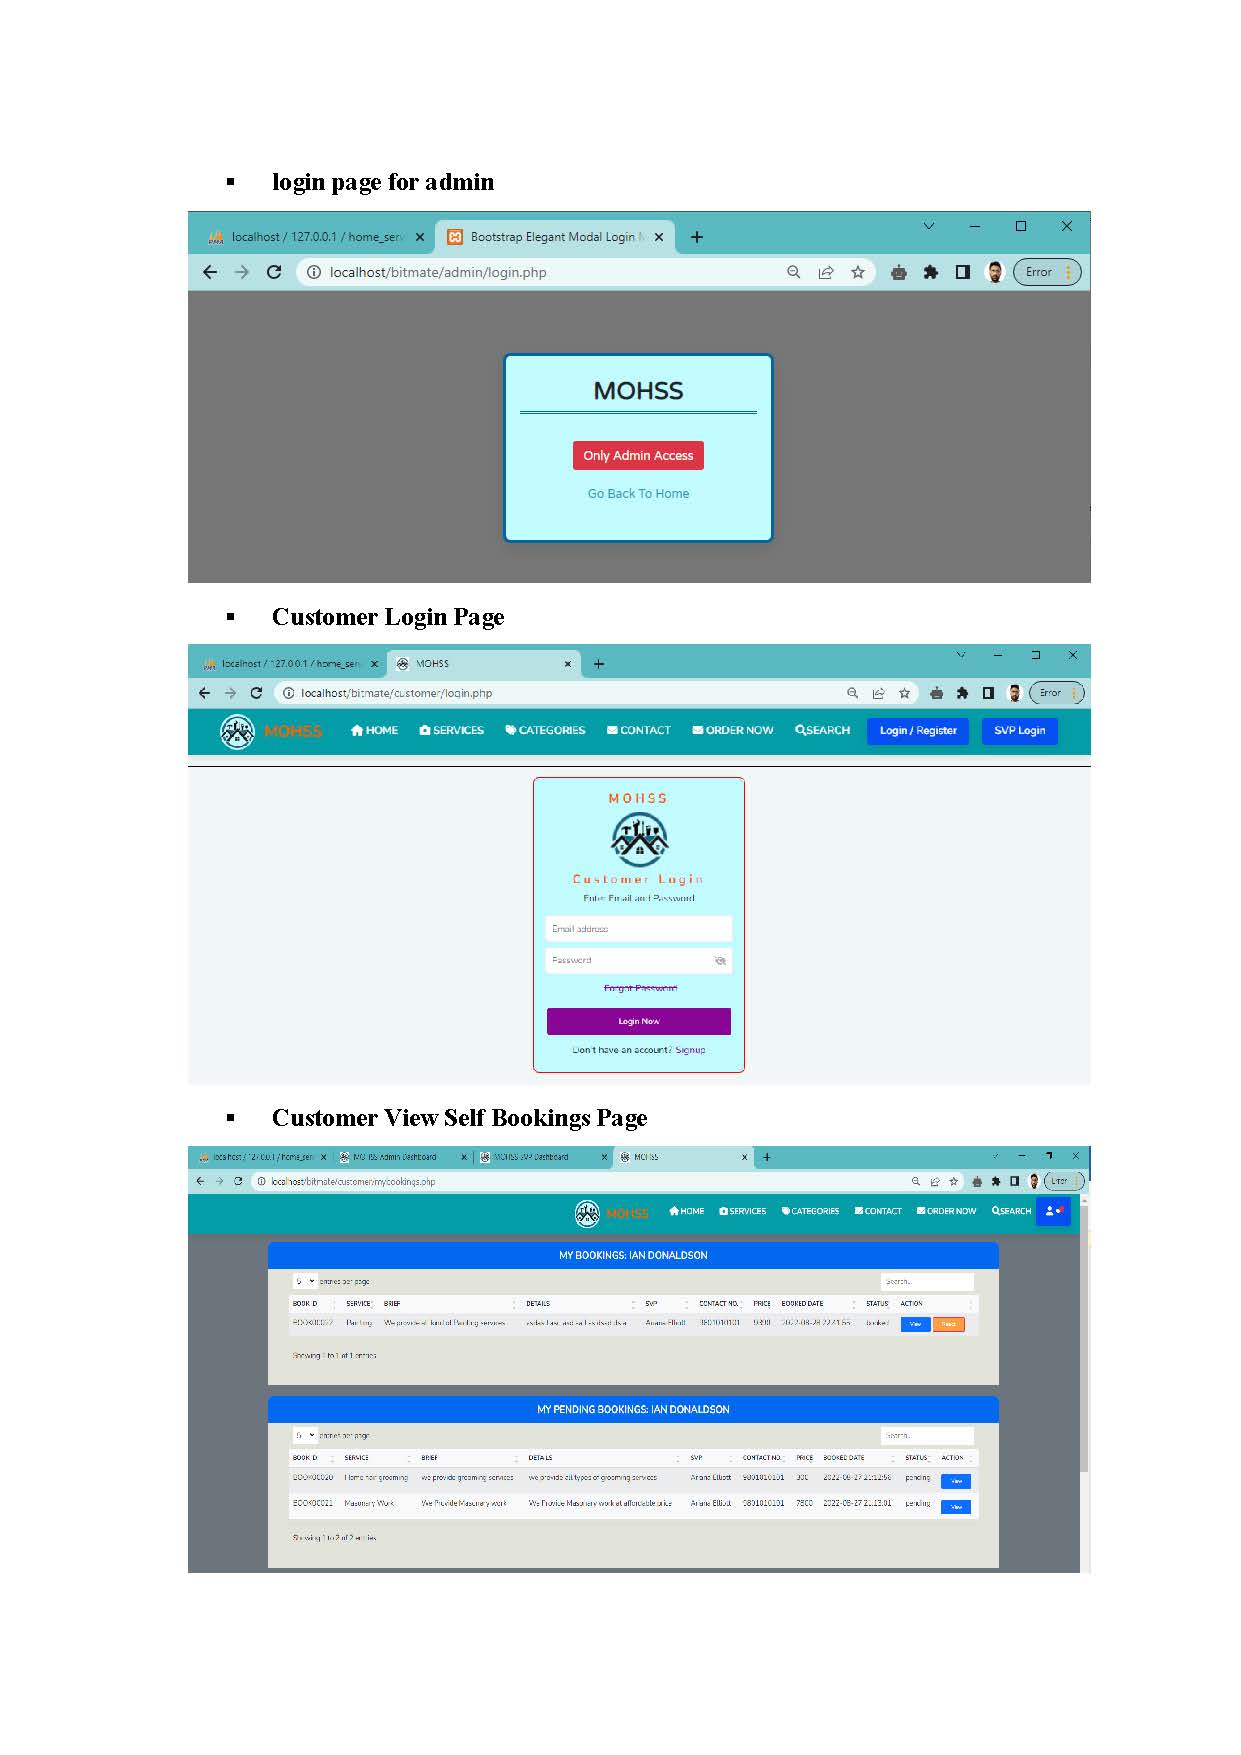 ▪ login page for admin
localhost / 127.0.0.1 / home_serv
Bootstrap Elegant Modal Login M
localhost/bitmate/admin/login.php
Error
MOHSS
Only Admin Access
Go Back To Home
▪ Customer Login Page
localhost / 127.0.0.1 / home_serv
MOHSS
localhost/bitmate/customer/login.php
Error
MOHSS HOME SERVICES CATEGORIES CONTACT ORDER NOW SEARCH Login / Register SVP Login
MOHSS
Customer Login
Enter Email and Password
Email address
Password
Forgot Password
Login Now
Don't have an account? Signup
▪ Customer View Self Bookings Page
localhost / 127.0.0.1 / home_serv MOHSS Admin Dashboard MOHSS SVP Dashboard MOHSS
localhost/bitmate/customer/mybookings.php
Error
MOHSS HOME SERVICES CATEGORIES CONTACT ORDER NOW SEARCH
MY BOOKINGS: IAN DONALDSON
5 entries per page Search...
BOOK ID SERVICE BRIEF DETAILS SVP CONTACT NO. PRICE BOOKED DATE STATUS ACTION
BOOK00022 Painting We provide all kind of Painting services Ariana Elliott 9801010101 2022-08-28 22:41:55 booked View
Showing 1 to 1 of 1 entries
MY PENDING BOOKINGS: IAN DONALDSON
5 entries per page Search...
BOOK ID SERVICE BRIEF DETAILS SVP CONTACT NO. PRICE BOOKED DATE STATUS ACTION
BOOK00020 Home hair grooming we provide grooming services we provide all types of grooming services Ariana Elliott 9801010101 300 2022-08-27 21:12:56 pending View
BOOK00021 Masonary Work We Provide Masonary work We Provide Masonary work at affordable price Ariana Elliott 9801010101 7800 2022-08-27 21:13:01 pending View
Showing 1 to 2 of 2 entries